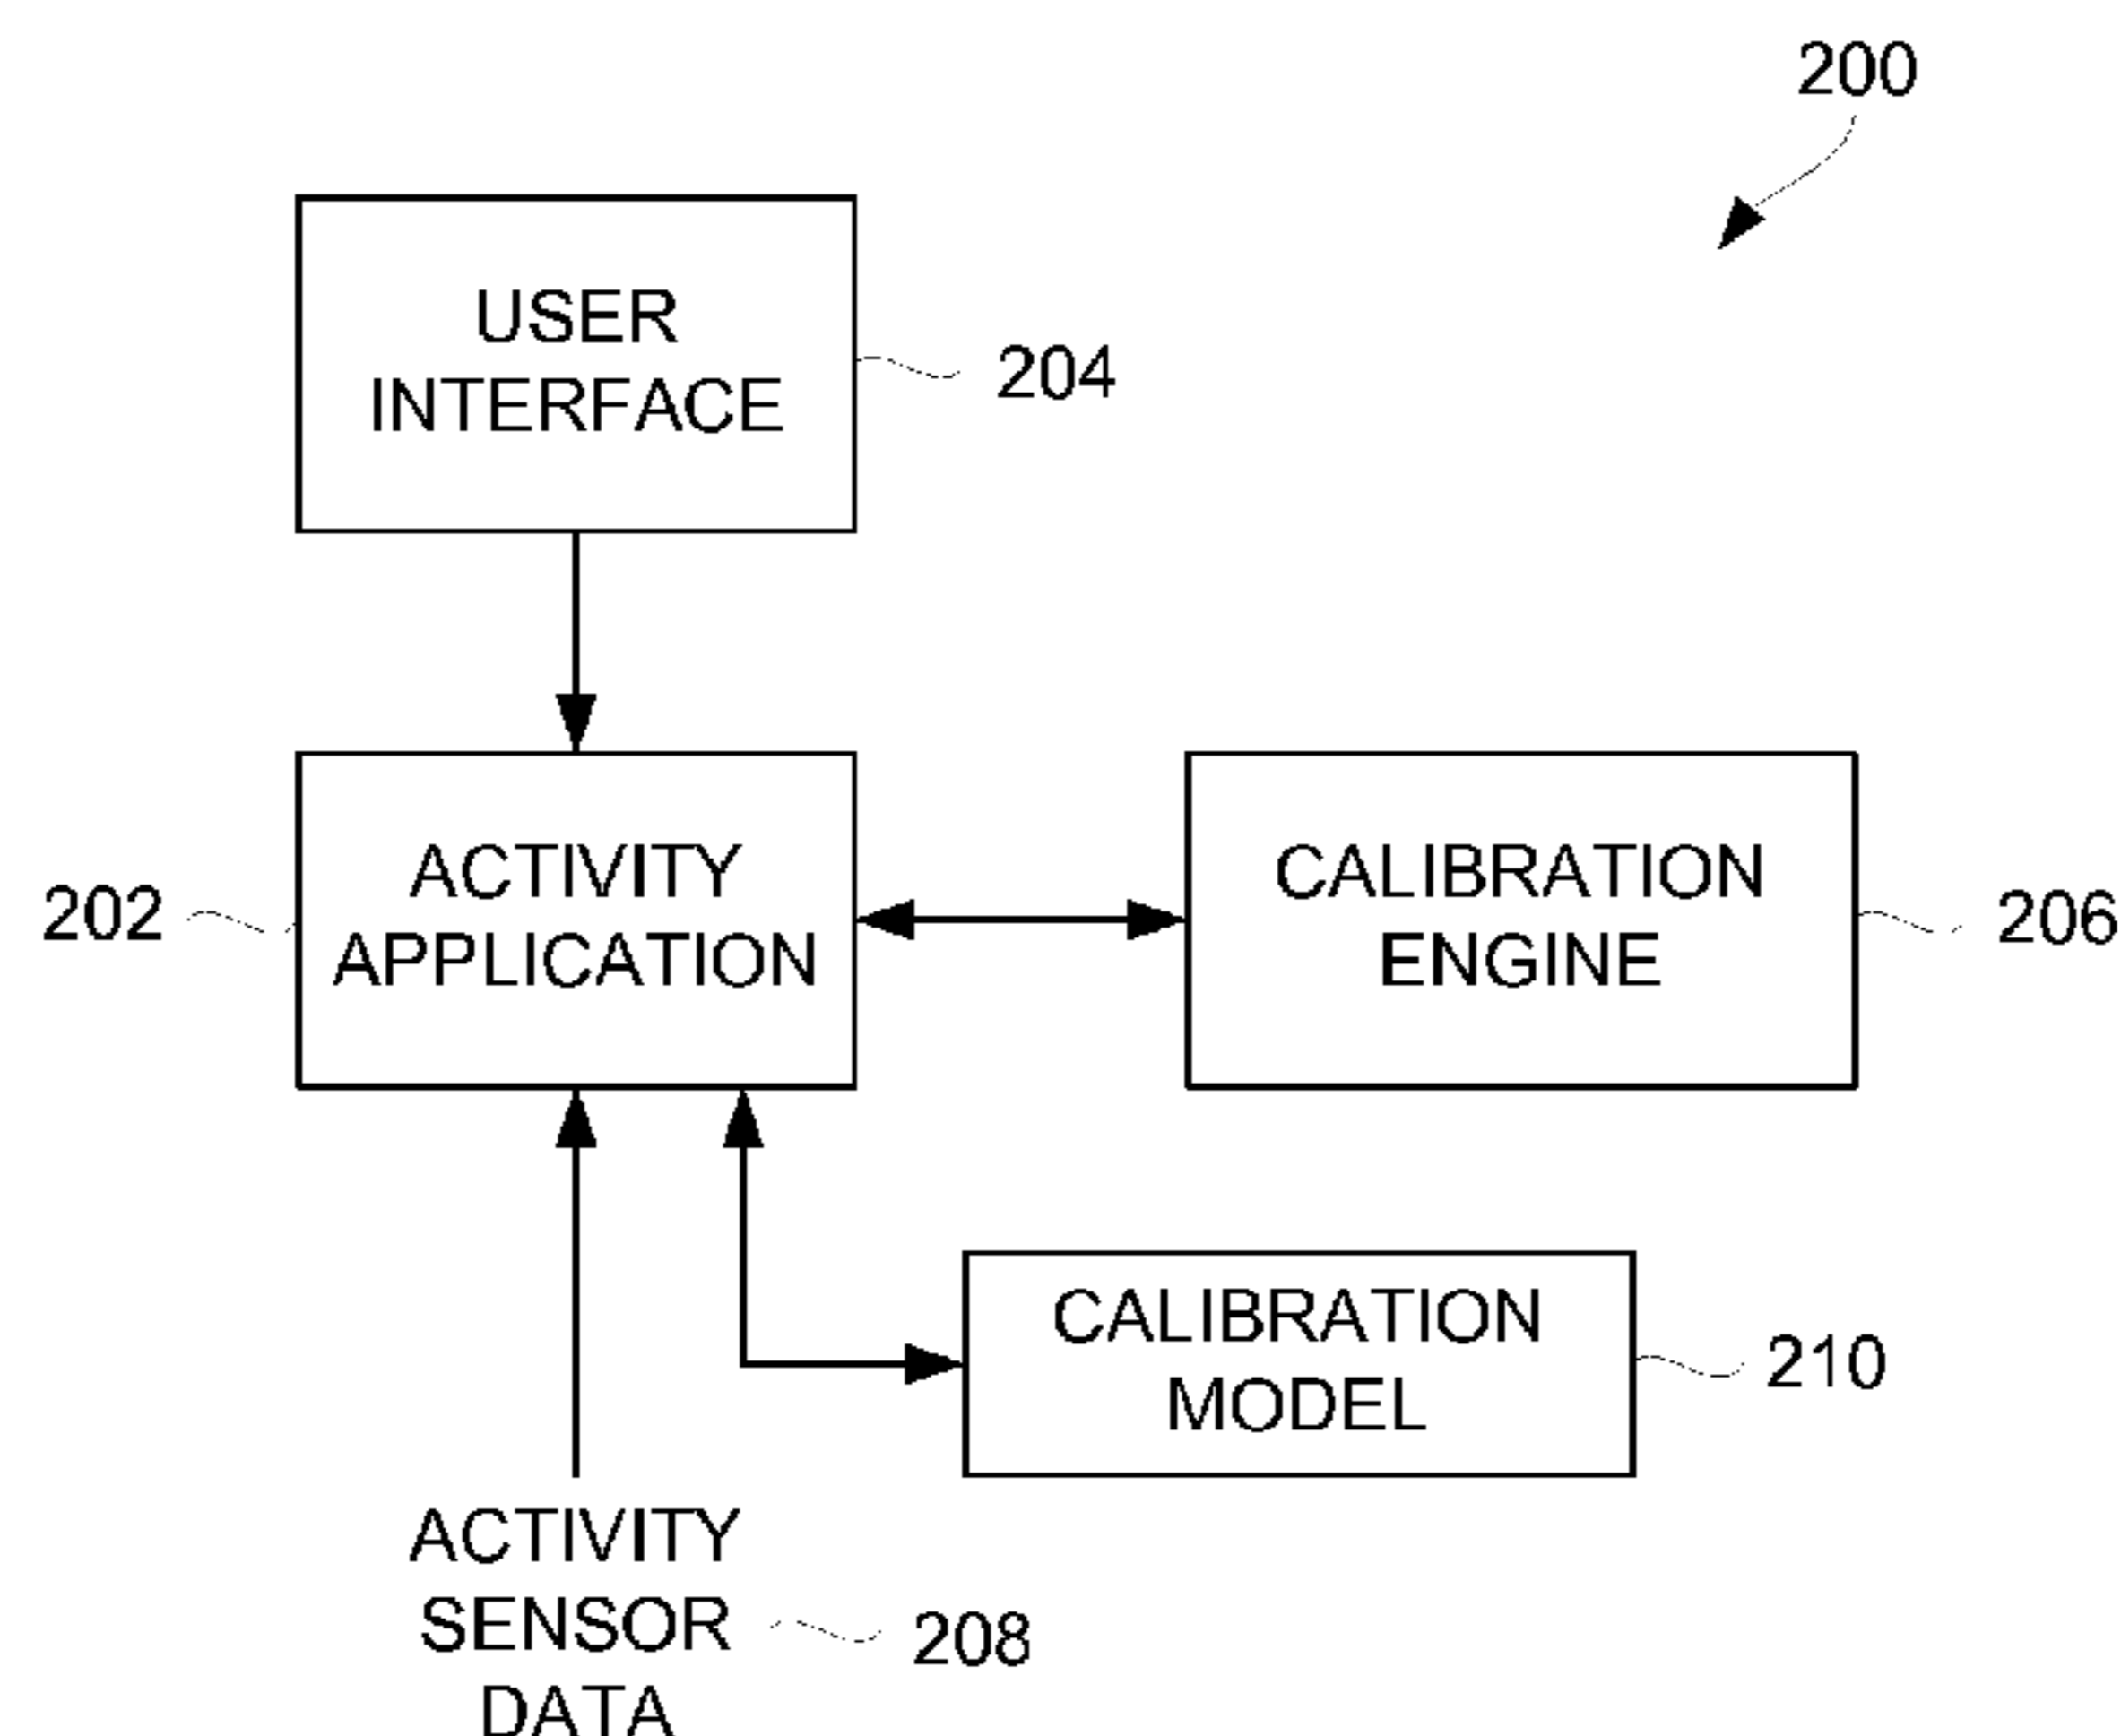 200
USER
INTERFACE
204
ACTIVITY
APPLICATION
202
CALIBRATION
ENGINE
206
CALIBRATION
MODEL
210
ACTIVITY
SENSOR
DATA
208